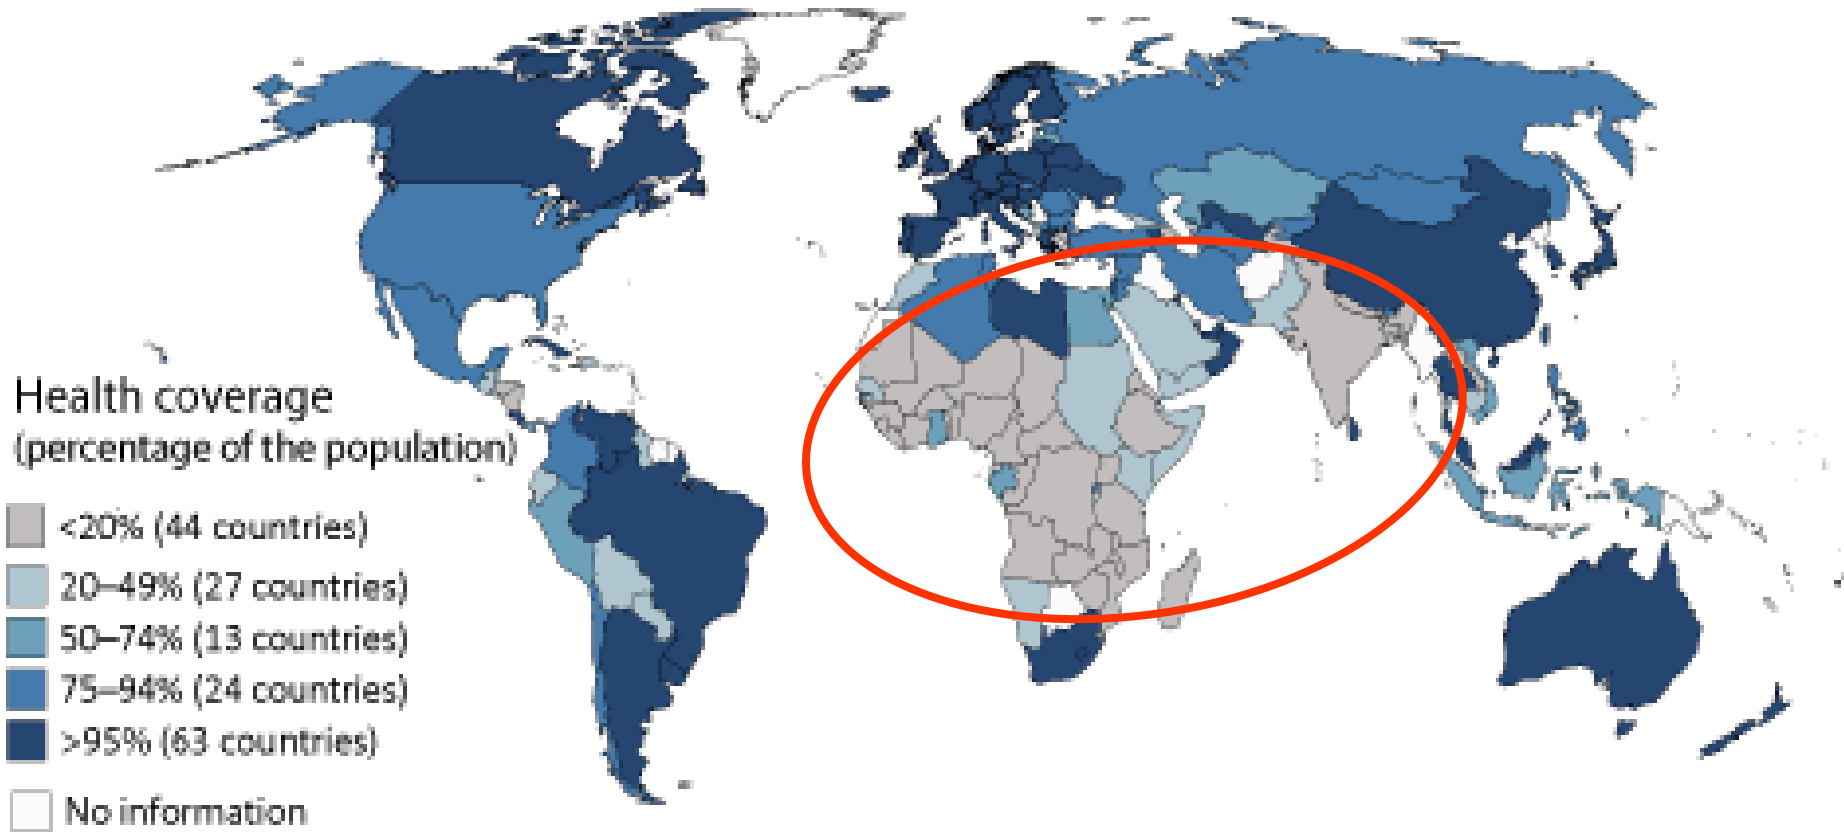 Health coverage
(percentage of the population)
<20% (44 countries)
20–49% (27 countries)
50–74% (13 countries)
75–94% (24 countries)
>95% (63 countries)
No information